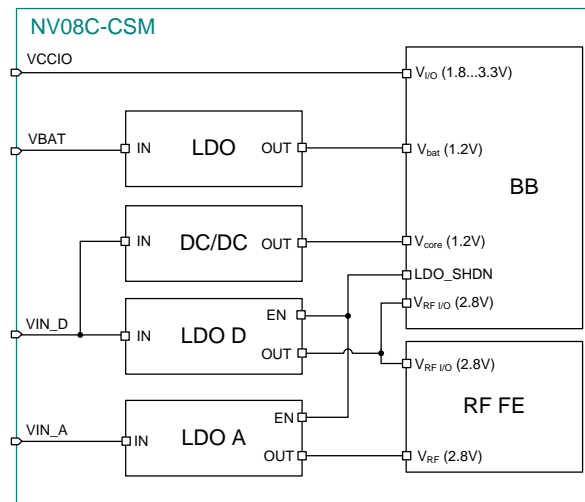 NV08C-CSM
VCCIO
V I/O (1.8...3.3V)
VBAT
IN LDO OUT
V bat (1.2V)
BB
IN DC/DC OUT
V core (1.2V)
LDO_SHDN
EN
V RF I/O (2.8V)
VIN_D
IN LDO D
OUT
V RF I/O (2.8V)
RF FE
EN
VIN_A
IN LDO A
OUT
V RF (2.8V)